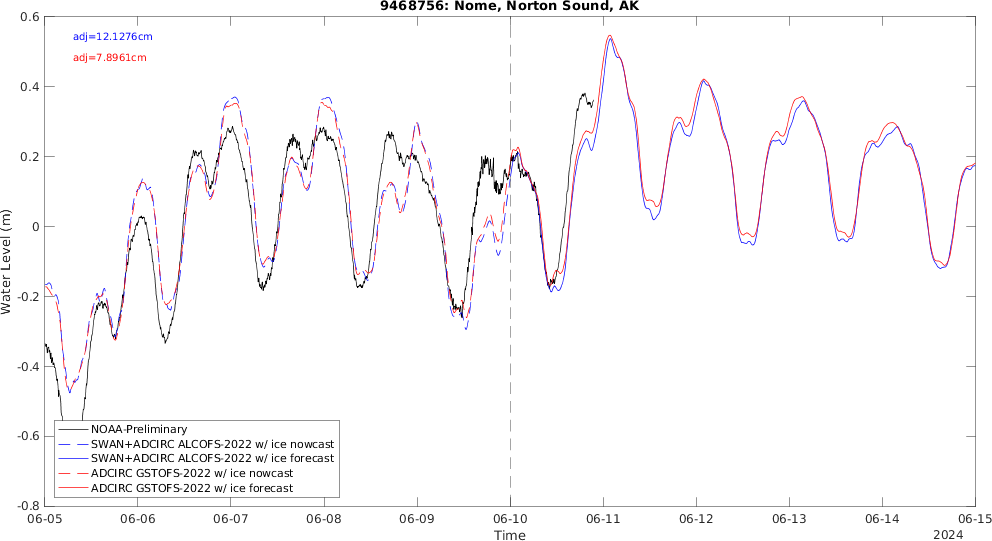 9468756: Nome, Norton Sound, AK
adj=12.1276cm
adj=7.8961cm
Water Level (m)
0.6
0.4
0.2
0
-0.2
-0.4
-0.6
-0.8
NOAA-Preliminary
SWAN+ADCIRC ALCOFS-2022 w/ ice nowcast
SWAN+ADCIRC ALCOFS-2022 w/ ice forecast
ADCIRC GSTOFS-2022 w/ ice nowcast
ADCIRC GSTOFS-2022 w/ ice forecast
06-05 06-06 06-07 06-08 06-09 06-10 06-11 06-12 06-13 06-14 06-15
Time
2024